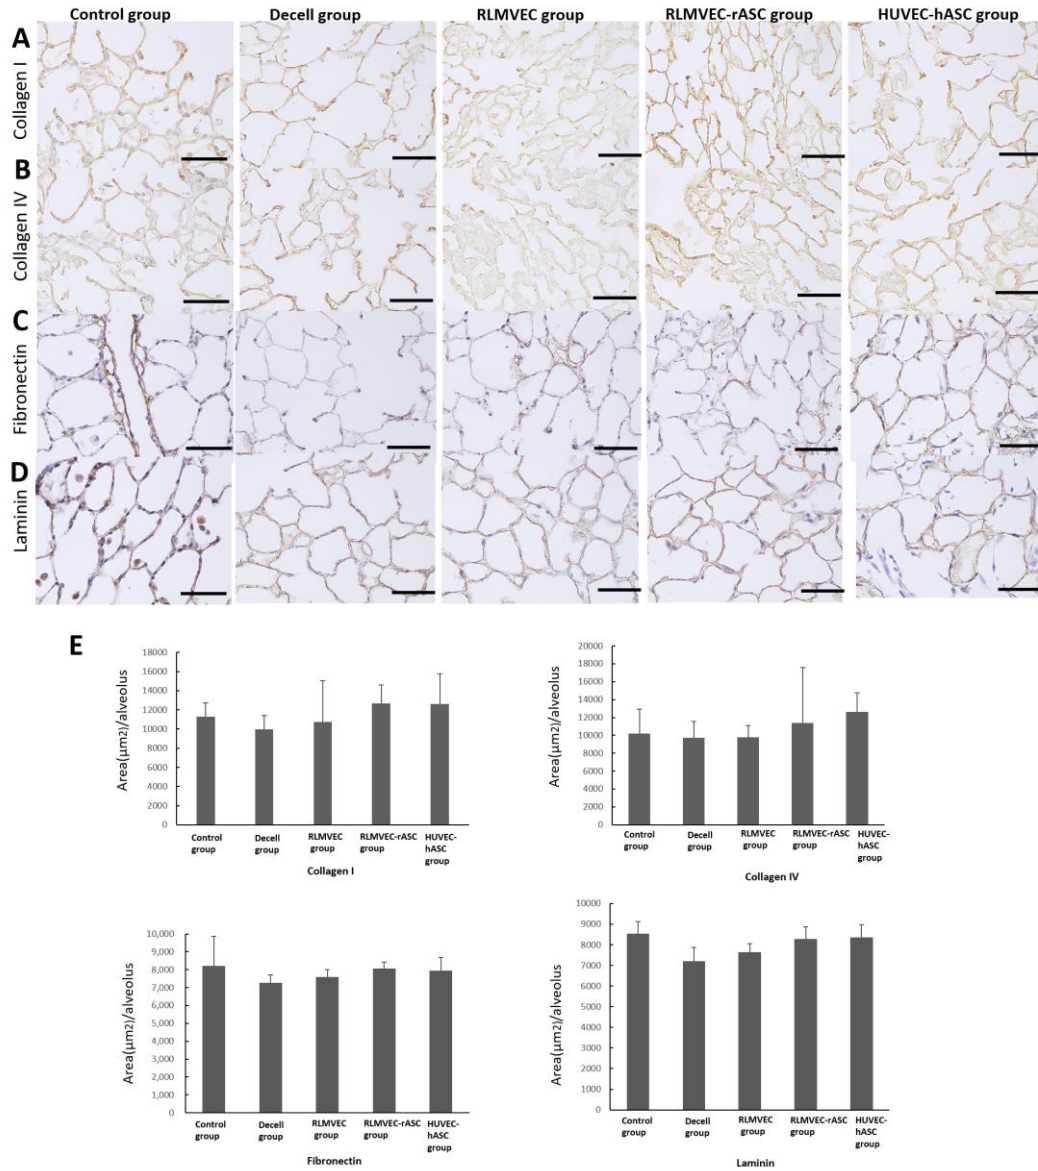 Control group Decell group RLMVEC group RLMVEC-rASC group HUVEC-hASC group
A
Collagen I
B
Collagen IV
C
Fibronectin
D
Laminin
E
Area(µm2)/alveolus
18000
16000
14000
12000
10000
8000
6000
4000
2000
0
Control Decell RLMVEC RLMVEC-rASC HUVEC-
group group group group hASC
group
Collagen I
Area(µm2)/alveolus
20000
18000
16000
14000
12000
10000
8000
6000
4000
2000
0
Control Decell RLMVEC RLMVEC-rASC HUVEC-
group group group group hASC
group
Collagen IV
Area(µm2)/alveolus
10,000
9,000
8,000
7,000
6,000
5,000
4,000
3,000
2,000
1,000
0
Control Decell RLMVEC RLMVEC-rASC HUVEC-
group group group group hASC
group
Fibronectin
Area(µm2)/alveolus
10000
9000
8000
7000
6000
5000
4000
3000
2000
1000
0
Control Decell RLMVEC RLMVEC-rASC HUVEC-
group group group group hASC
group
Laminin